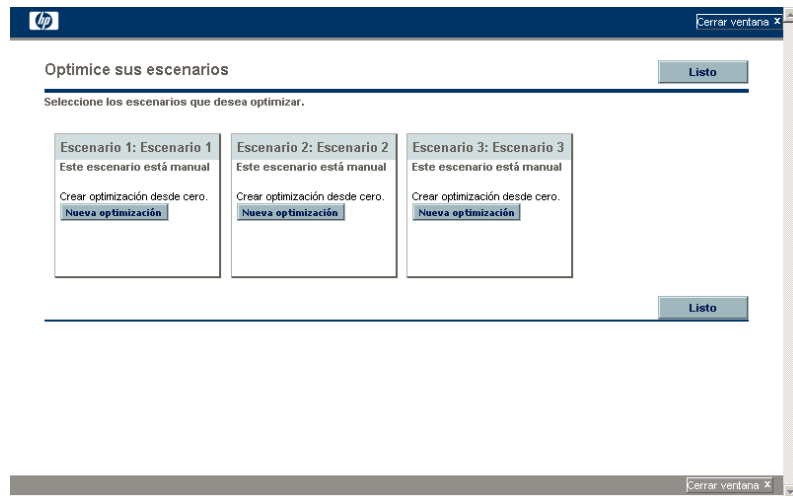 hp
Cerrar ventana x
Optimice sus escenarios
Listo
Seleccione los escenarios que desea optimizar.
Escenario 1: Escenario 1
Este escenario está manual
Crear optimización desde cero.
Nueva optimización
Escenario 2: Escenario 2
Este escenario está manual
Crear optimización desde cero.
Nueva optimización
Escenario 3: Escenario 3
Este escenario está manual
Crear optimización desde cero.
Nueva optimización
Listo
Cerrar ventana x